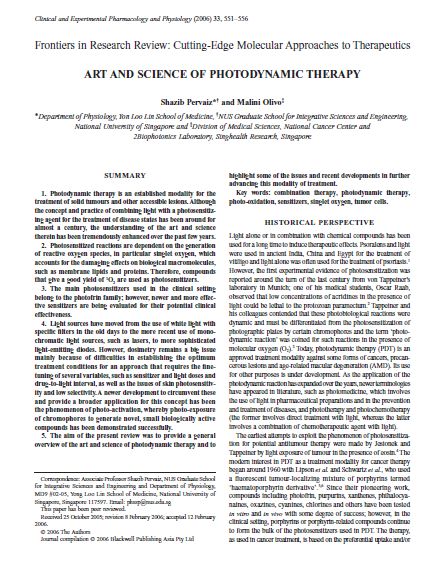 Clinical and Experimental Pharmacology and Physiology (2006) 33, 551–556
Frontiers in Research Review: Cutting-Edge Molecular Approaches to Therapeutics
ART AND SCIENCE OF PHOTODYNAMIC THERAPY
Shazib Pervaiz*† and Malini Olivo‡
*Department of Physiology, Yon Loo Lin School of Medicine, †NUS Graduate School for Integrative Sciences and Engineering,
National University of Singapore and ‡Division of Medical Sciences, National Cancer Center and
2Biophotonics Laboratory, Singhealth Research, Singapore
SUMMARY
1. Photodynamic therapy is an established modality for the
treatment of solid tumours and other accessible lesions. Although
the concept and practice of combining light with a photosensitiz-
ing agent for the treatment of disease states has been around for
almost a century, the understanding of the art and science
therein has been tremendously enhanced over the past few years.
2. Photosensitized reactions are dependent on the generation
of reactive oxygen species, in particular singlet oxygen, which
accounts for the damaging effects on biological macromolecules,
such as membrane lipids and proteins. Therefore, compounds
that give a good yield of ¹O₂ are used as photosensitizers.
3. The main photosensitizers used in the clinical setting
belong to the photofrin family; however, newer and more effec-
tive sensitizers are being evaluated for their potential clinical
effectiveness.
4. Light sources have moved from the use of white light with
specific filters in the old days to the more recent use of mono-
chromatic light sources, such as lasers, to more sophisticated
light-emitting diodes. However, dosimetry remains a big issue
mainly because of difficulties in establishing the optimum
treatment conditions for an approach that requires the fine-
tuning of several variables, such as sensitizer and light doses and
drug-to-light interval, as well as the issues of skin photosensitiv-
ity and low selectivity. A newer development to circumvent these
and provide a broader application for this concept has been
the phenomenon of photo-activation, whereby photo-exposure
of chromophores to generate novel, small biologically active
compounds has been demonstrated successfully.
5. The aim of the present review was to provide a general
overview of the art and science of photodynamic therapy and to
Correspondence: Associate Professor Shazib Pervaiz, NUS Graduate School
for Integrative Sciences and Engineering and Department of Physiology,
MD9 #02-05, Yong Loo Lin School of Medicine, National University of
Singapore, Singapore 117597. Email: phssp@nus.edu.sg
This paper has been peer reviewed.
Received 25 October 2005; revision 8 February 2006; accepted 12 February
2006.
© 2006 The Authors
Journal compilation © 2006 Blackwell Publishing Asia Pty Ltd
highlight some of the issues and recent developments in further
advancing this modality of treatment.
Key words: combination therapy, photodynamic therapy,
photo-oxidation, sensitizers, singlet oxygen, tumor cells.
HISTORICAL PERSPECTIVE
Light alone or in combination with chemical compounds has been
used for a long time to induce therapeutic effects. Psoralens and light
were used in ancient India, China and Egypt for the treatment of
vitiligo and light alone was often used for the treatment of psoriasis.
However, the first experimental evidence of photosensitization was
reported around the turn of the last century from von Tappeiner's
laboratory in Munich; one of his medical students, Oscar Raab,
observed that low concentrations of acridines in the presence of
light could be lethal to the protozoan paramecium. Tappeiner and
his colleagues contended that these photobiological reactions were
dynamic and must be differentiated from the photosensitization of
photographic plates by certain chromophores and the term 'photo-
dynamic reaction' was coined for such reactions in the presence of
molecular oxygen (O₂). Today, photodynamic therapy (PDT) is an
approved treatment modality against some forms of cancers, precan-
cerous lesions and age-related macular degeneration (AMD). Its use
for other purposes is under development. As the application of the
photodynamic reaction has expanded over the years, newer terminologies
have appeared in literature, such as photomedicine, which involves
the use of light in pharmaceutical preparations and in the prevention
and treatment of diseases, and phototherapy and photochemotherapy
(the former involves direct treatment with light, whereas the latter
involves a combination of chemotherapeutic agent with light).
The earliest attempts to exploit the phenomenon of photosensitiza-
tion for potential antitumour therapy were made by Jesionek and
Tappeiner by light exposure of tumour in the presence of eosin.⁴ The
modern interest in PDT as a treatment modality for cancer therapy
began around 1960 with Lipson et al. and Schwartz et al., who used
a fluorescent tumour-localizing mixture of porphyrins termed
'haematoporphyrin derivative'. Since their pioneering work,
compounds including photofrin, purpurins, xanthenes, phthalocya-
naines, oxazines, cyanines, chlorines and others have been tested
in vitro and in vivo with some degree of success; however, in the
clinical setting, porphyrins or porphyrin-related compounds continue
to form the bulk of the photosensitizers used in PDT. The therapy,
as used in cancer treatment, is based on the preferential uptake and/or